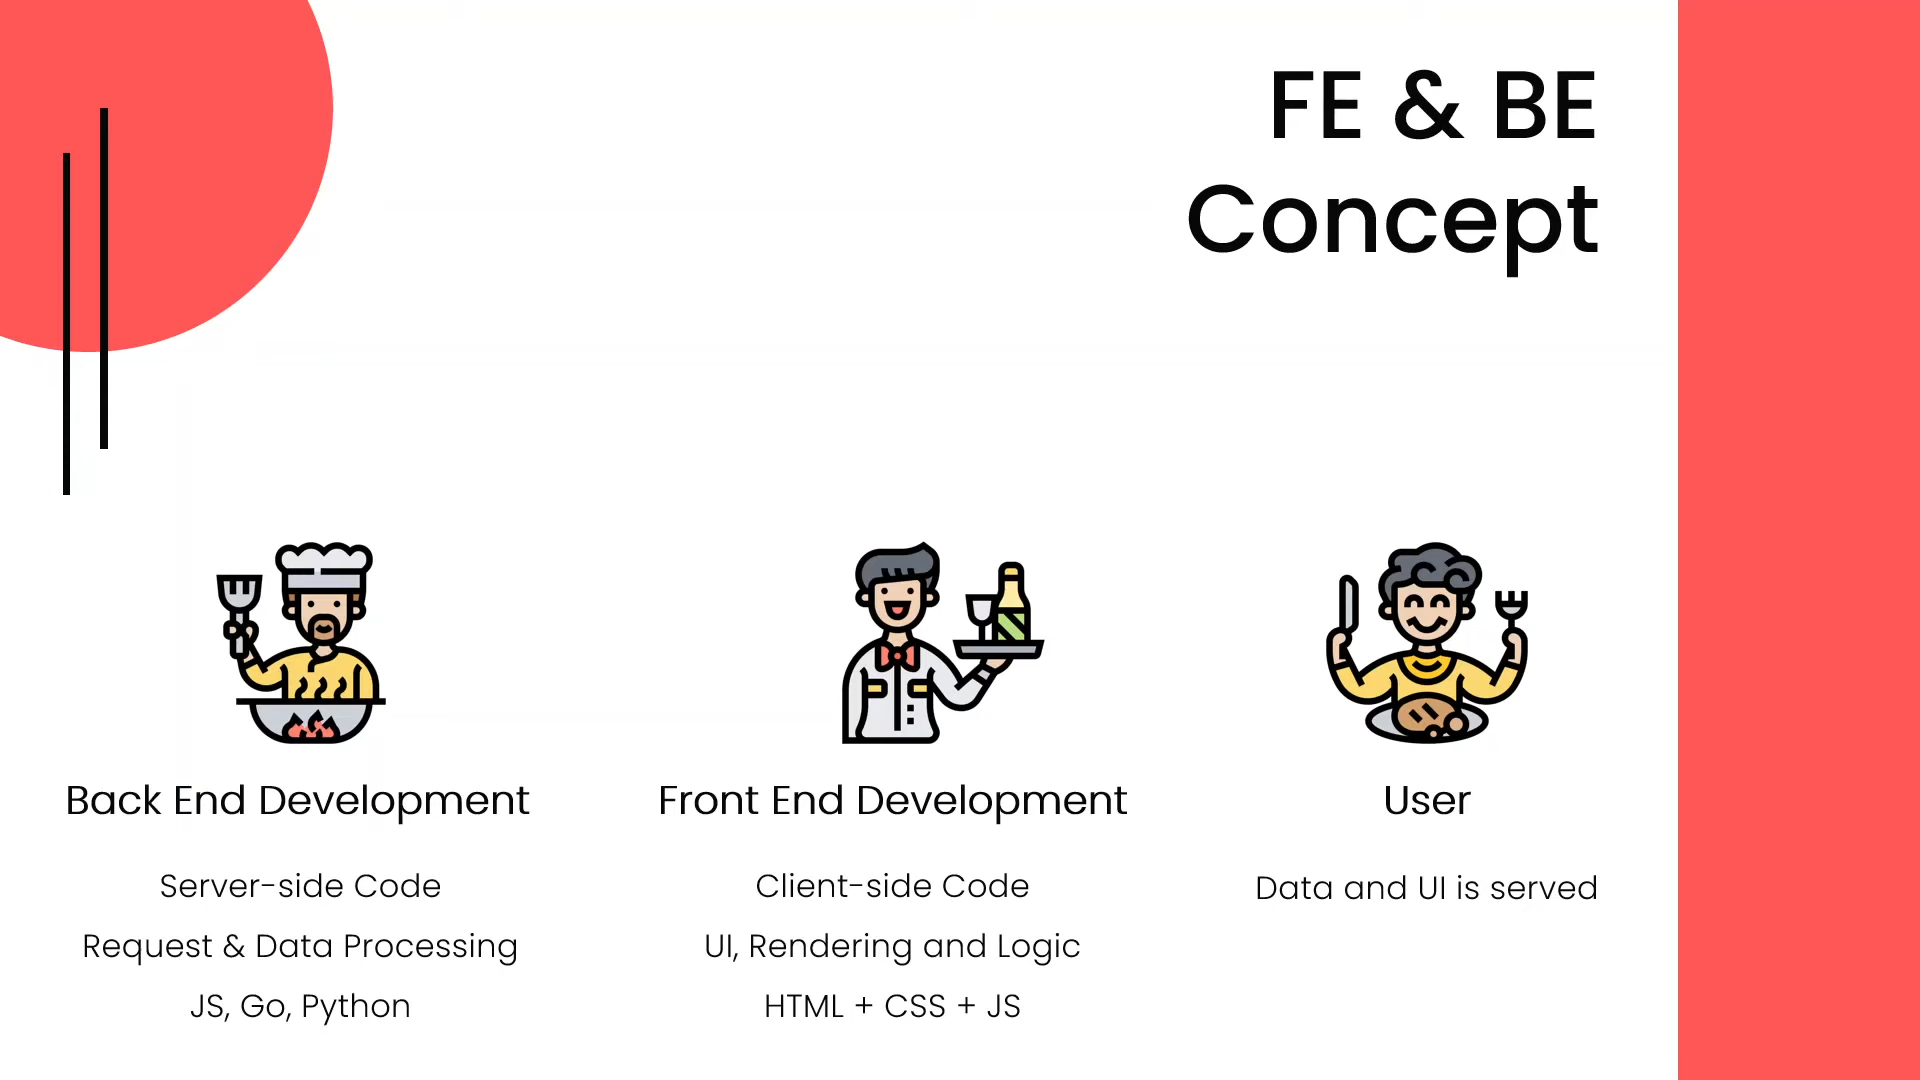 FE & BE
Concept
Back End Development
Server-side Code
Request & Data Processing
JS, Go, Python
Front End Development
Client-side Code
UI, Rendering and Logic
HTML + CSS + JS
User
Data and UI is served